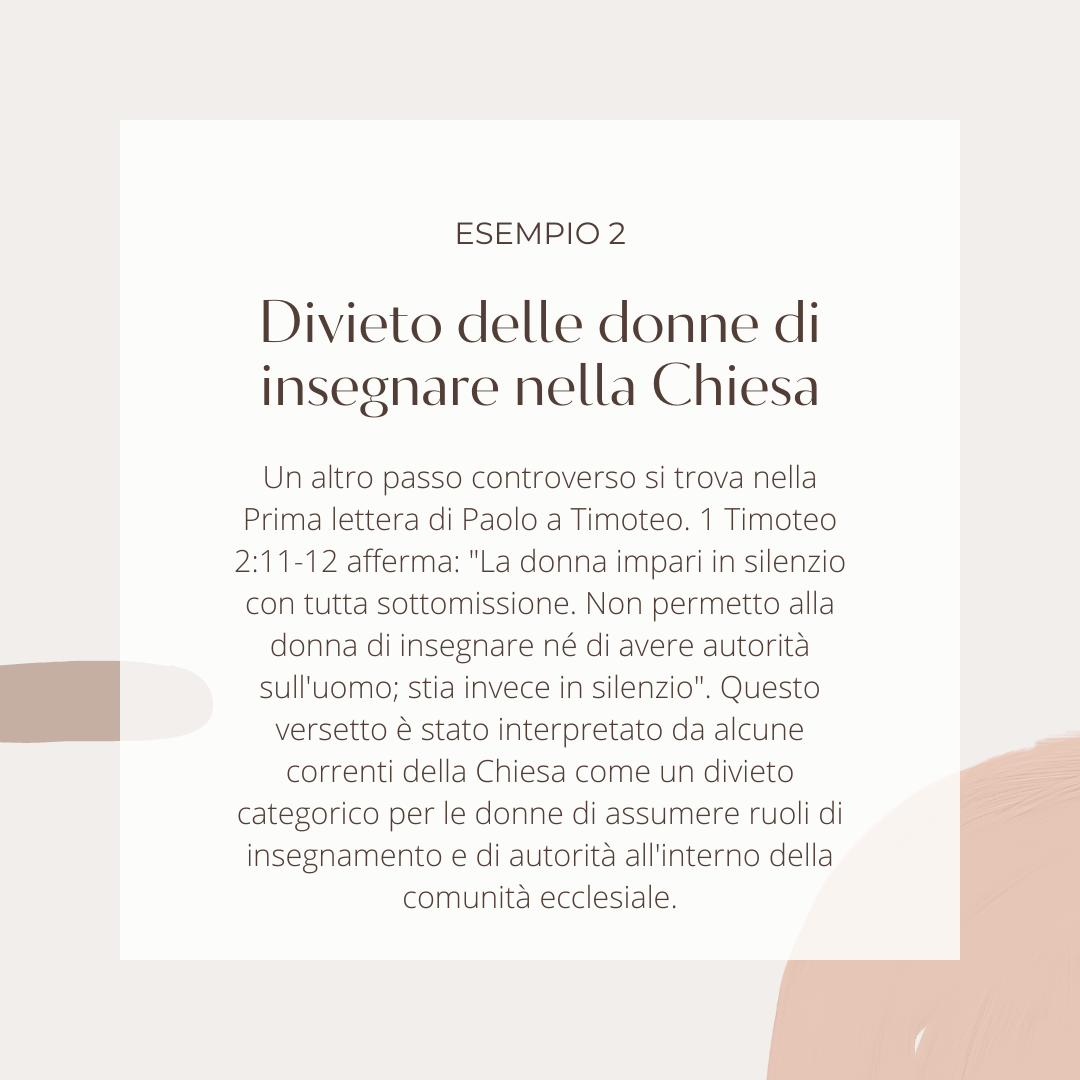 ESEMPIO 2
Divieto delle donne di
insegnare nella Chiesa
Un altro passo controverso si trova nella
Prima lettera di Paolo a Timoteo. 1 Timoteo
2:11-12 afferma: "La donna impari in silenzio
con tutta sottomissione. Non permetto alla
donna di insegnare né di avere autorità
sull'uomo; stia invece in silenzio". Questo
versetto è stato interpretato da alcune
correnti della Chiesa come un divieto
categorico per le donne di assumere ruoli di
insegnamento e di autorità all'interno della
comunità ecclesiale.